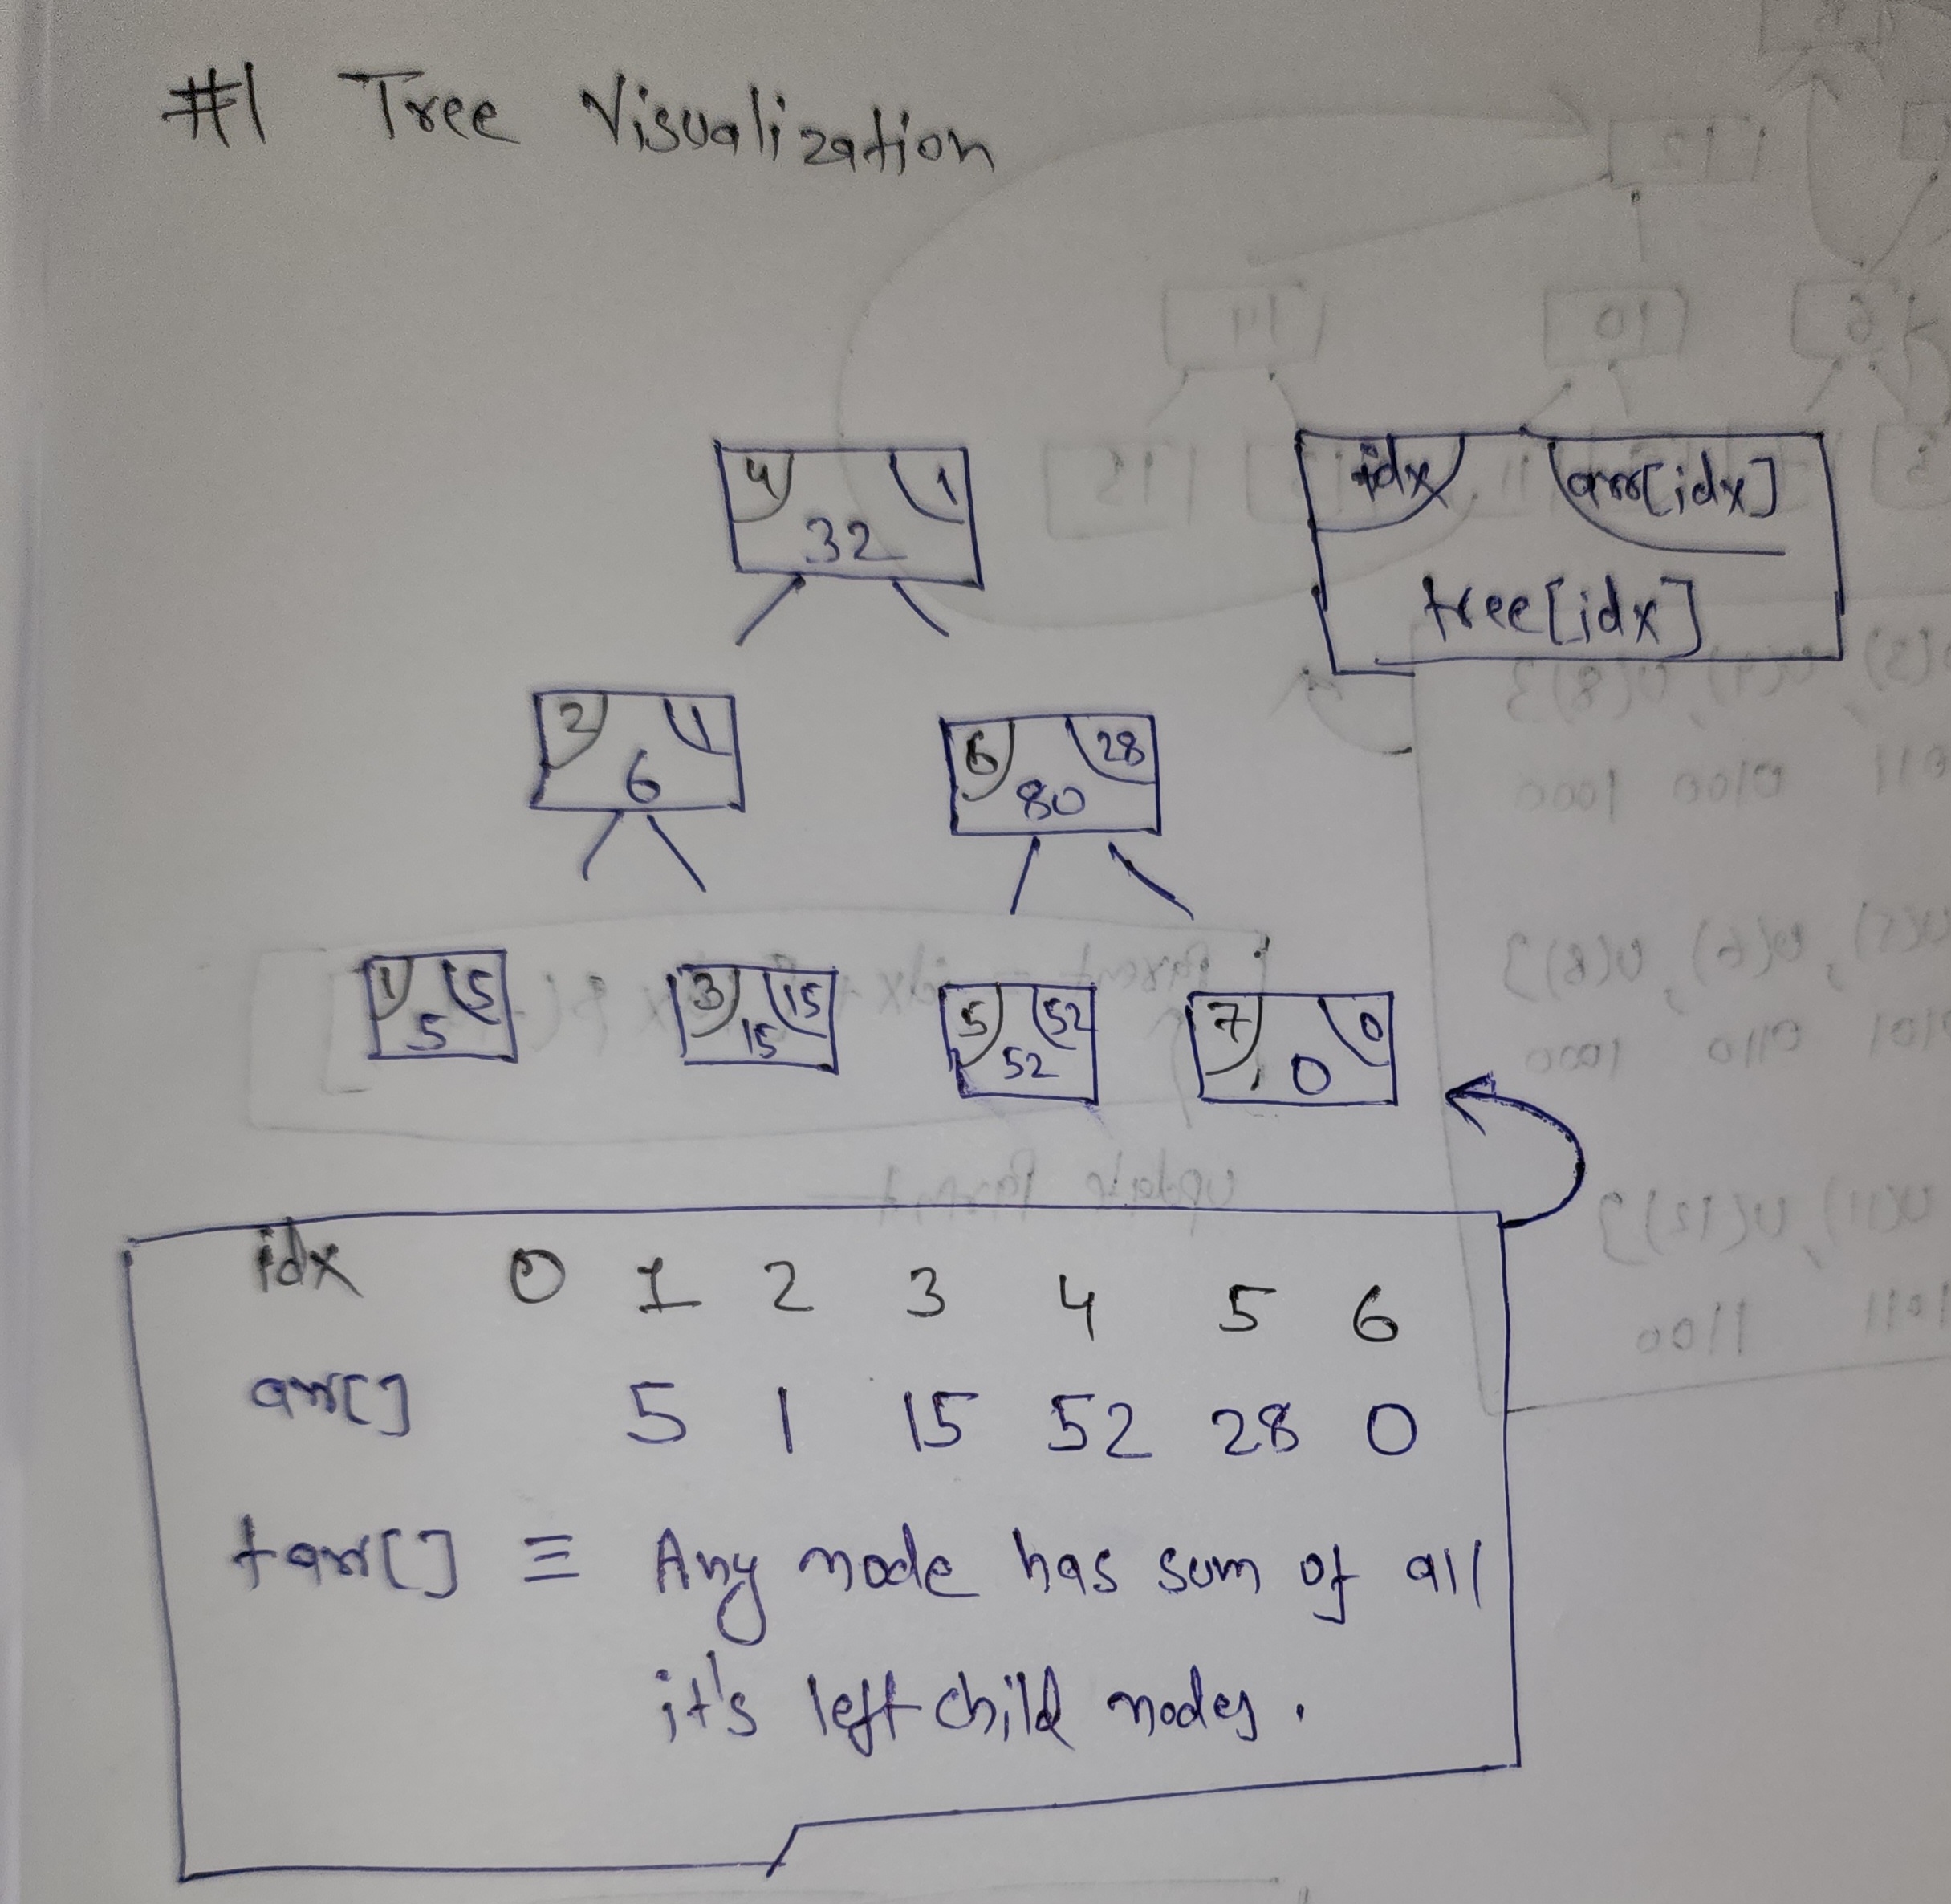 #1 Tree Visualization
4 1
32
idx arr[idx]
tree[idx]
2 1
6
6 28
80
1 5
5
3 15
15
5 52
52
7 0
0
idx 0 1 2 3 4 5 6
arr[] 5 1 15 52 28 0
tarr[] ≡ Any node has sum of all
it's left child nodes.